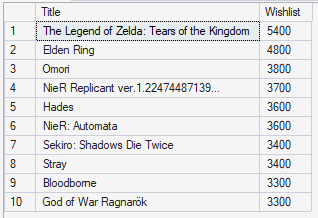 Title Wishlist
1 The Legend of Zelda: Tears of the Kingdom 5400
2 Elden Ring 4800
3 Omori 3800
4 NieR Replicant ver.1.22474487139... 3700
5 Hades 3600
6 NieR: Automata 3600
7 Sekiro: Shadows Die Twice 3400
8 Stray 3400
9 Bloodborne 3300
10 God of War Ragnarök 3300